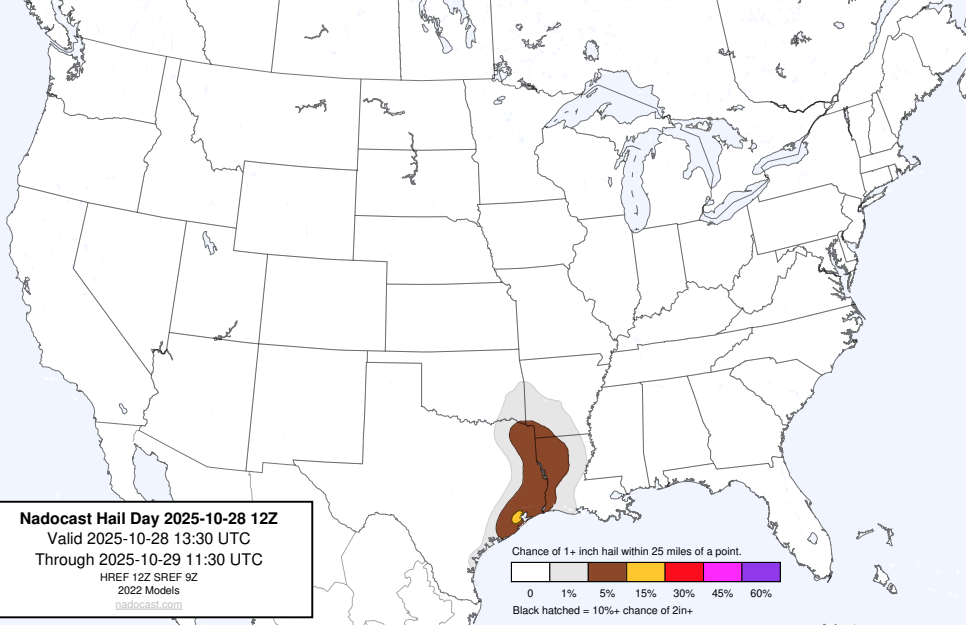 Nadocast Hail Day 2025-10-28 12Z
Valid 2025-10-28 13:30 UTC
Through 2025-10-29 11:30 UTC
HREF 12Z SREF 9Z
2022 Models
nadocast.com
Chance of 1+ inch hail within 25 miles of a point.
0 1% 5% 15% 30% 45% 60%
Black hatched = 10%+ chance of 2in+